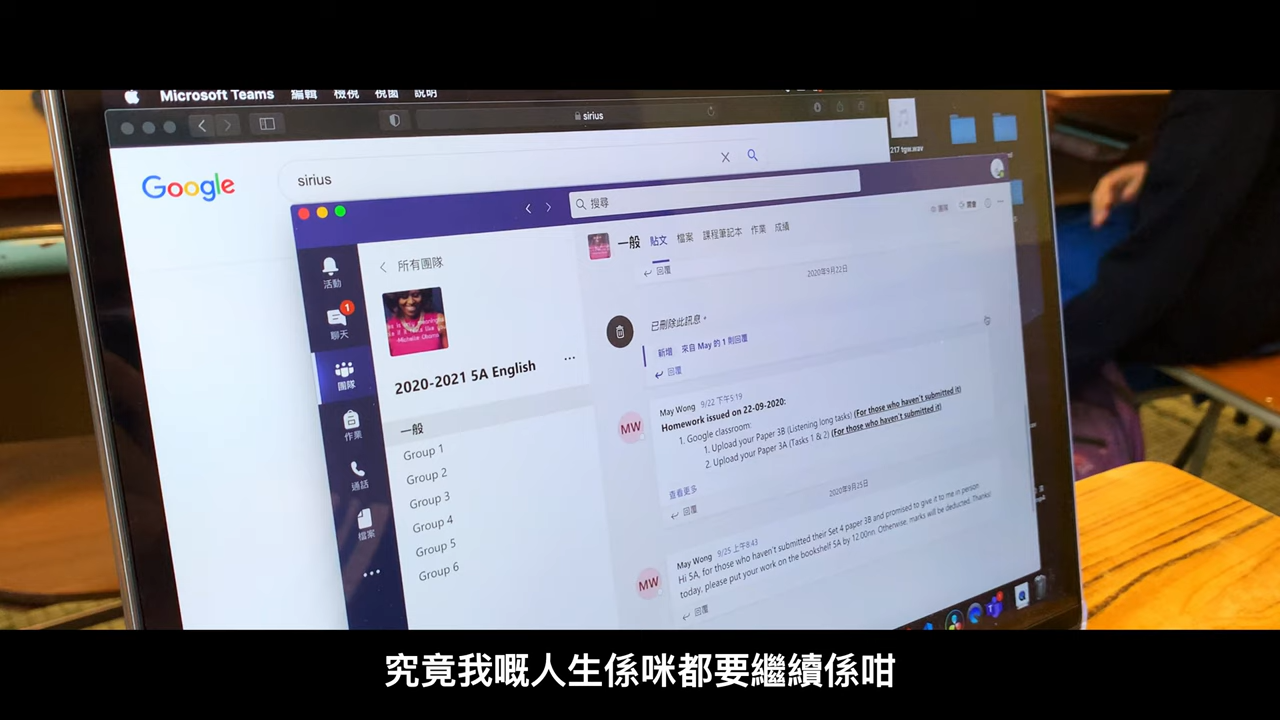 Microsoft Teams 編輯 檢視 視窗 說明
sirius
217 tgw.wav
Google
sirius
搜尋
活動
聊天
1
團隊
作業
通話
檔案
所有團隊
2020-2021 5A English
一般
Group 1
Group 2
Group 3
Group 4
Group 5
Group 6
一般 貼文 檔案 課程筆記本 作業 成績
回覆
2020年9月22日
已刪除此訊息。
新增 來自 May 的 1 則回覆
回覆
MW
May Wong 9/22 下午5:19
Homework issued on 22-09-2020:
1. Google classroom:
1. Upload your Paper 3B (Listening long tasks) (For those who haven't submitted it)
2. Upload your Paper 3A (Tasks 1 & 2) (For those who haven't submitted it)
查看更多
回覆
2020年9月25日
MW
May Wong 9/25 上午8:43
Hi 5A, for those who haven't submitted their Set 4 paper 3B and promised to give it to me in person
today, please put your work on the bookshelf 5A by 12.00nn. Otherwise, marks will be deducted. Thanks!
回覆
究竟我嘅人生係咪都要繼續係咁